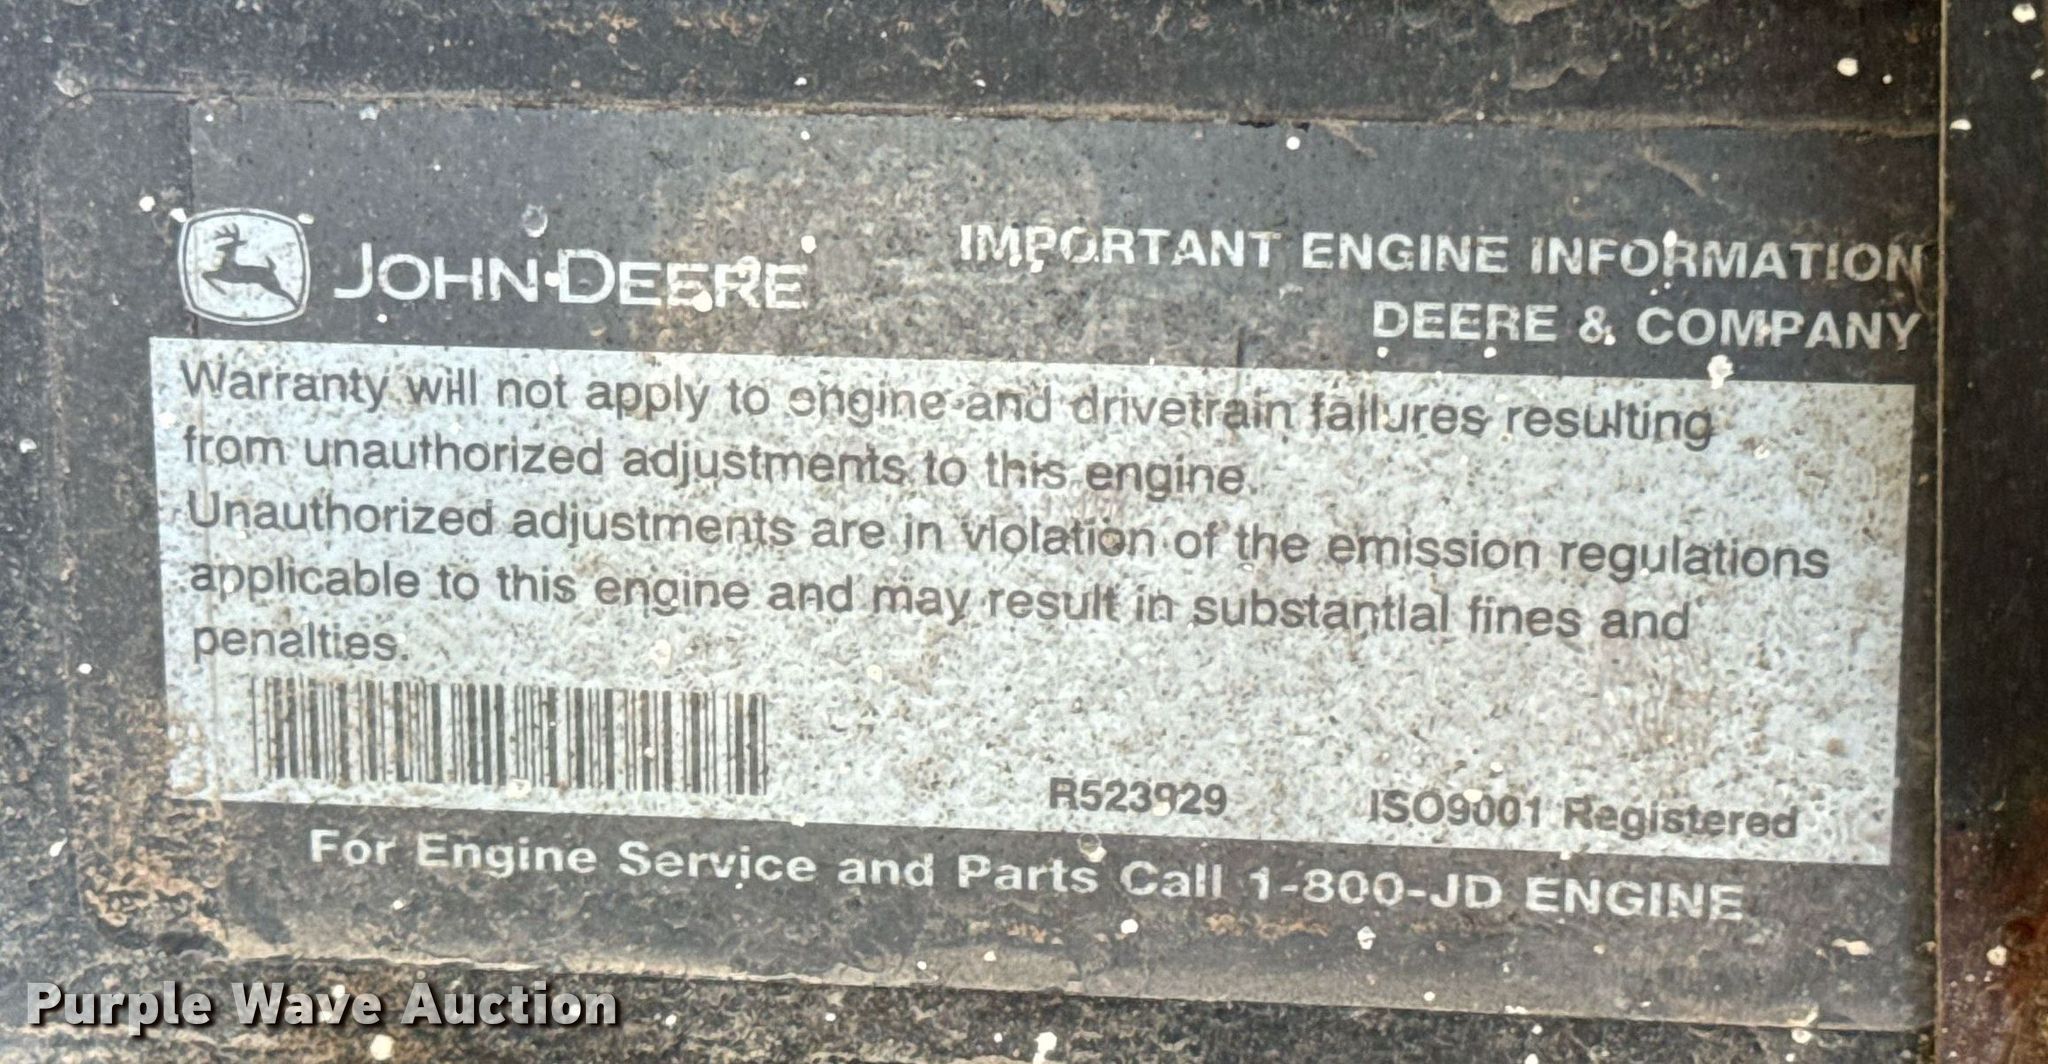 JOHN DEERE
IMPORTANT ENGINE INFORMATION
DEERE & COMPANY
Warranty will not apply to engine and drivetrain failures resulting
from unauthorized adjustments to this engine.
Unauthorized adjustments are in violation of the emission regulations
applicable to this engine and may result in substantial fines and
penalties.
R523929
ISO9001 Registered
For Engine Service and Parts Call 1-800-JD ENGINE
Purple Wave Auction